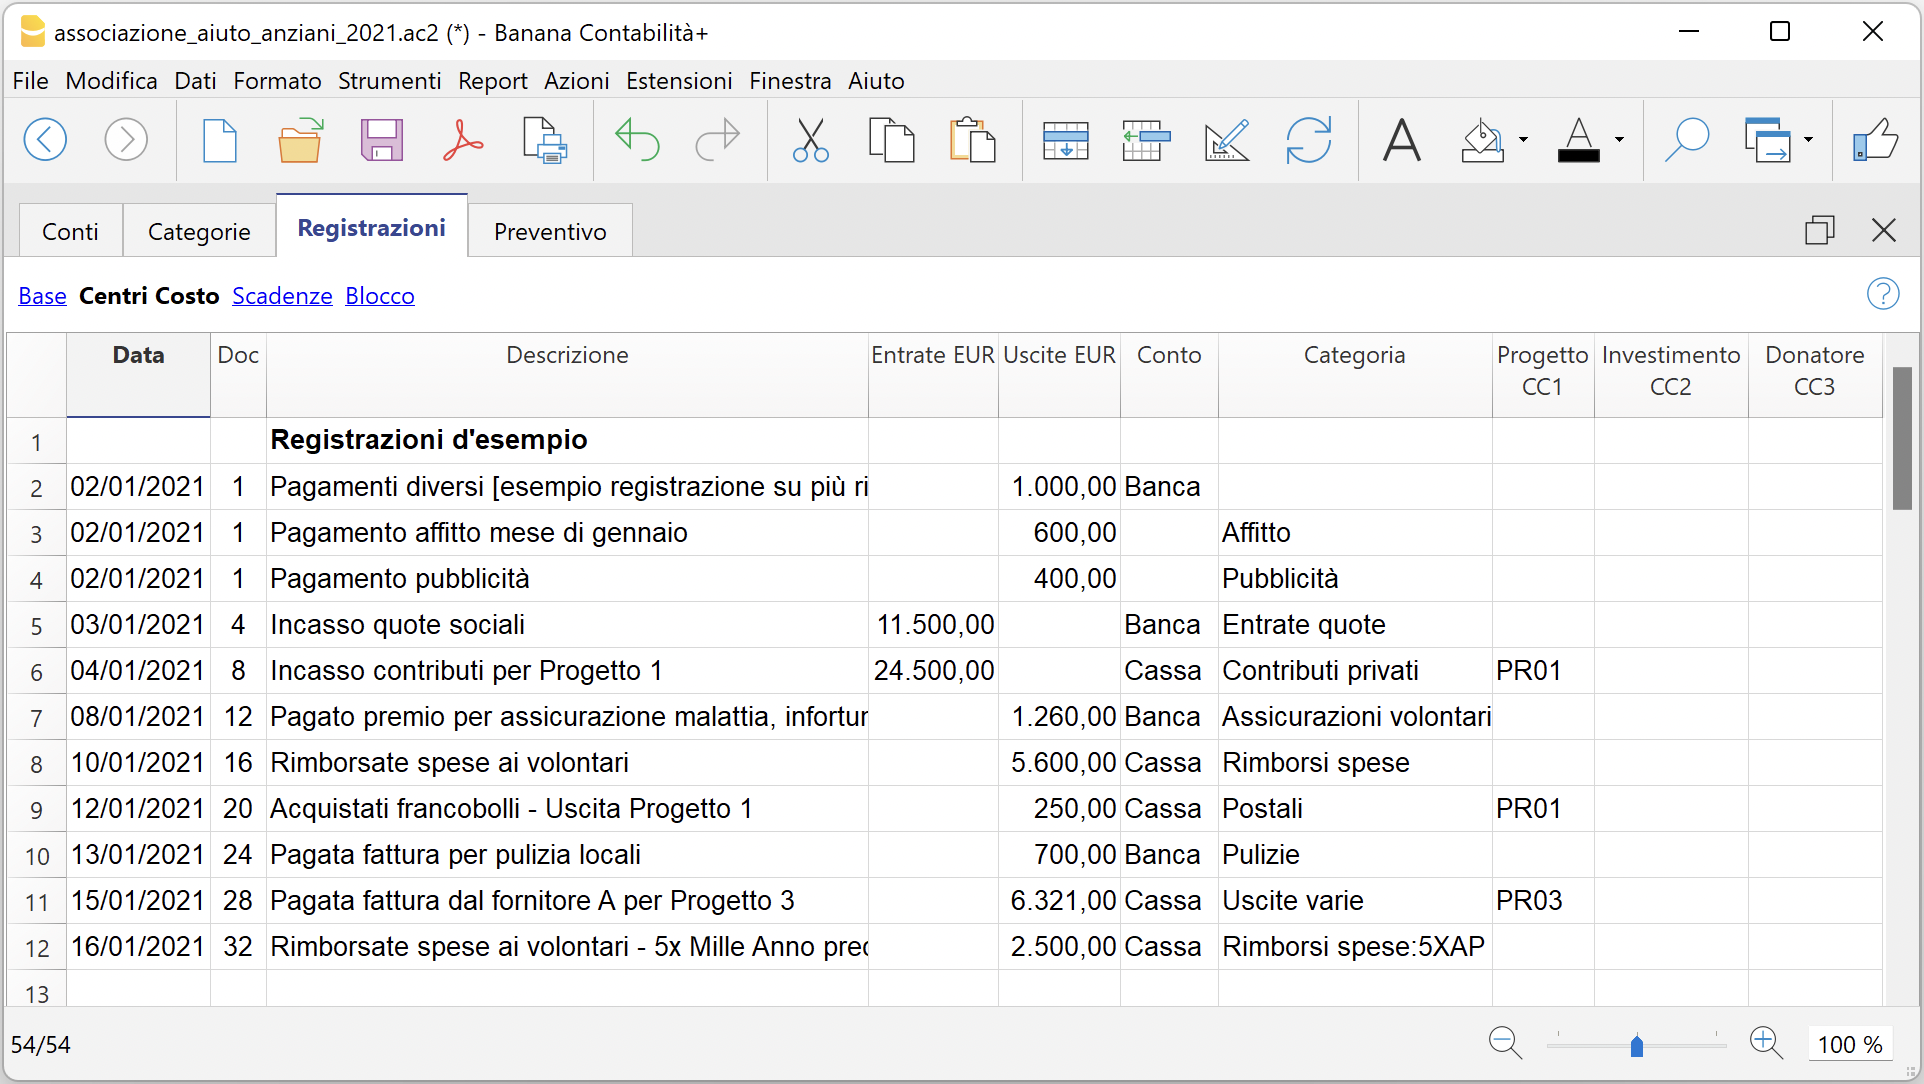 associazione_aiuto_anziani_2021.ac2 (*) - Banana Contabilità+
File Modifica Dati Formato Strumenti Report Azioni Estensioni Finestra Aiuto
Conti Categorie Registrazioni Preventivo
Base Centri Costo Scadenze Blocco
Data Doc Descrizione Entrate EUR Uscite EUR Conto Categoria Progetto CC1 Investimento CC2 Donatore CC3
1 Registrazioni d'esempio
2 02/01/2021 1 Pagamenti diversi [esempio registrazione su più ri 1.000,00 Banca
3 02/01/2021 1 Pagamento affitto mese di gennaio 600,00 Affitto
4 02/01/2021 1 Pagamento pubblicità 400,00 Pubblicità
5 03/01/2021 4 Incasso quote sociali 11.500,00 Banca Entrate quote
6 04/01/2021 8 Incasso contributi per Progetto 1 24.500,00 Cassa Contributi privati PR01
7 08/01/2021 12 Pagato premio per assicurazione malattia, infortur 1.260,00 Banca Assicurazioni volontari
8 10/01/2021 16 Rimborsate spese ai volontari 5.600,00 Cassa Rimborsi spese
9 12/01/2021 20 Acquistati francobolli - Uscita Progetto 1 250,00 Cassa Postali PR01
10 13/01/2021 24 Pagata fattura per pulizia locali 700,00 Banca Pulizie
11 15/01/2021 28 Pagata fattura dal fornitore A per Progetto 3 6.321,00 Cassa Uscite varie PR03
12 16/01/2021 32 Rimborsate spese ai volontari - 5x Mille Anno prec 2.500,00 Cassa Rimborsi spese:5XAP
13
54/54 100 %